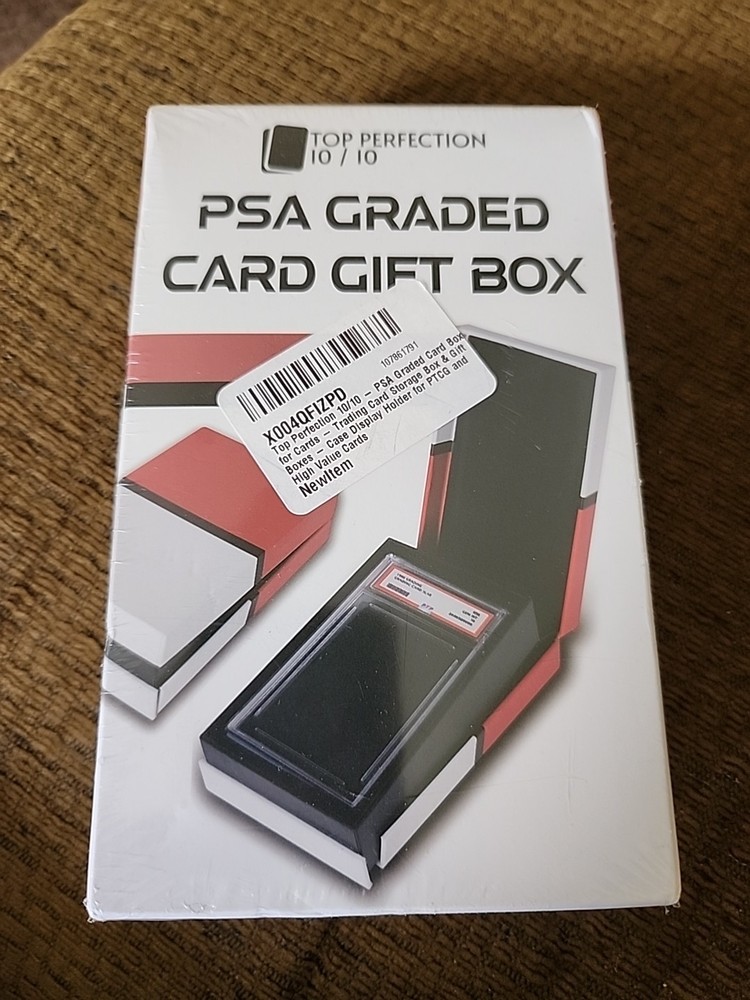 TOP PERFECTION
10 / 10
PSA GRADED
CARD GIFT BOX
107861791
X004QFIZPD
Top Perfection 10/10 – PSA Graded Card Box
for Cards – Trading Card Storage Box & Gift
Boxes – Case Display Holder for PTCG and
High Value Cards
NewItem